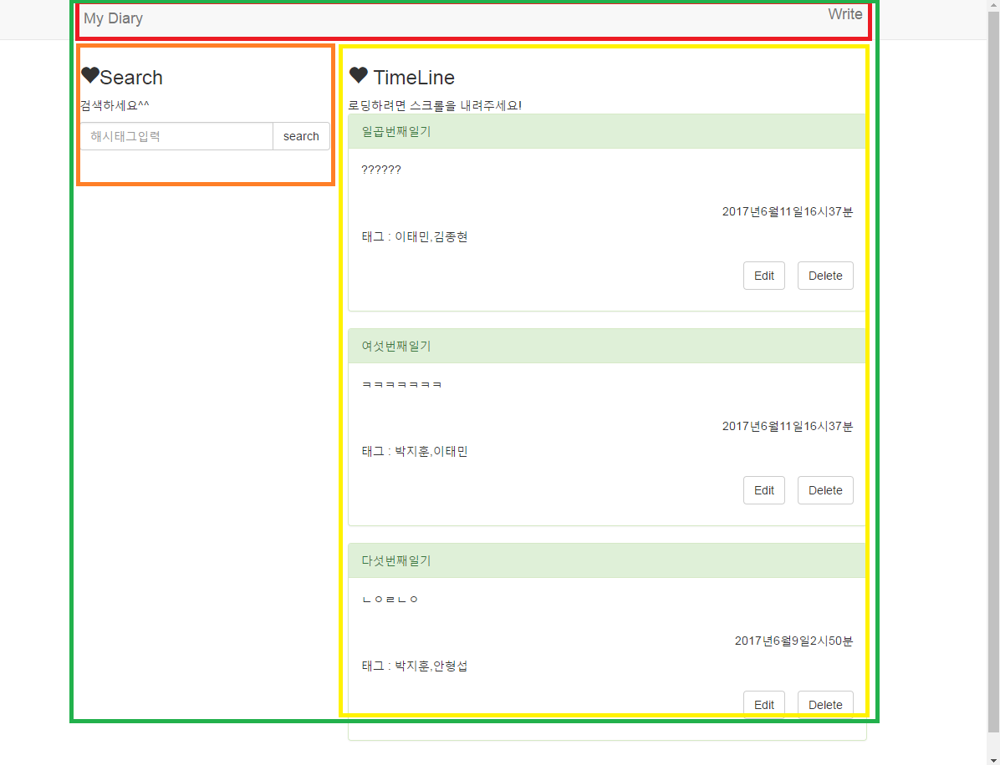 My Diary
Write
Search
검색하세요^^
해시태그입력
search
TimeLine
로딩하려면 스크롤을 내려주세요!
일곱번째일기
??????
2017년6월11일16시37분
태그 : 이태민,김종현
Edit
Delete
여섯번째일기
ㅋㅋㅋㅋㅋㅋㅋ
2017년6월11일16시37분
태그 : 박지훈,이태민
Edit
Delete
다섯번째일기
ㄴㅇㄹㄴㅇ
2017년6월9일2시50분
태그 : 박지훈,안형섭
Edit
Delete